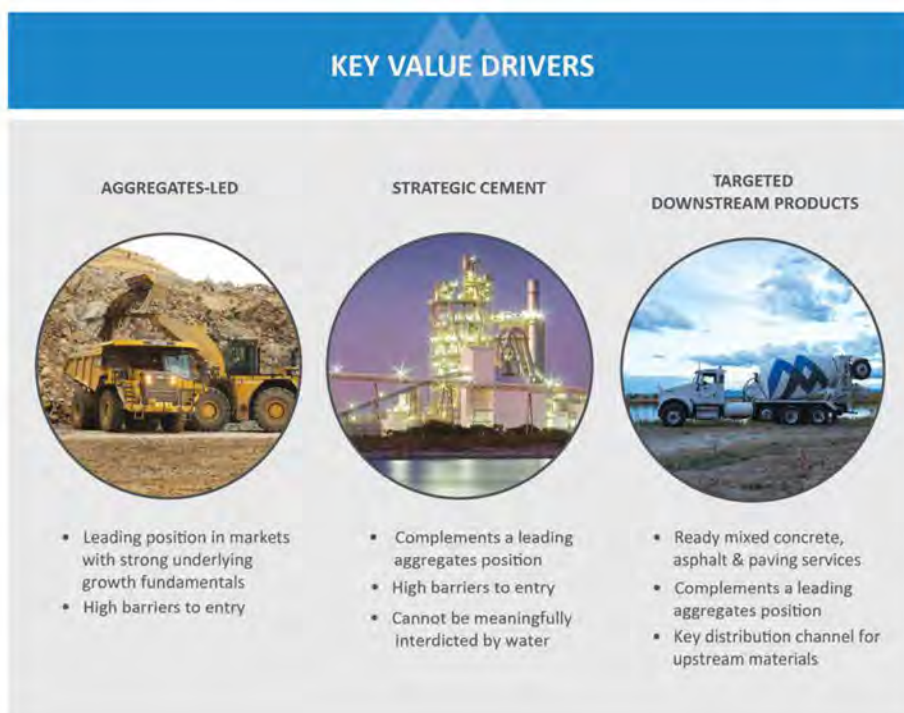 KEY VALUE DRIVERS
AGGREGATES-LED
• Leading position in markets
with strong underlying
growth fundamentals
• High barriers to entry
STRATEGIC CEMENT
• Complements a leading
aggregates position
• High barriers to entry
• Cannot be meaningfully
interdicted by water
TARGETED
DOWNSTREAM PRODUCTS
• Ready mixed concrete,
asphalt & paving services
• Complements a leading
aggregates position
• Key distribution channel for
upstream materials